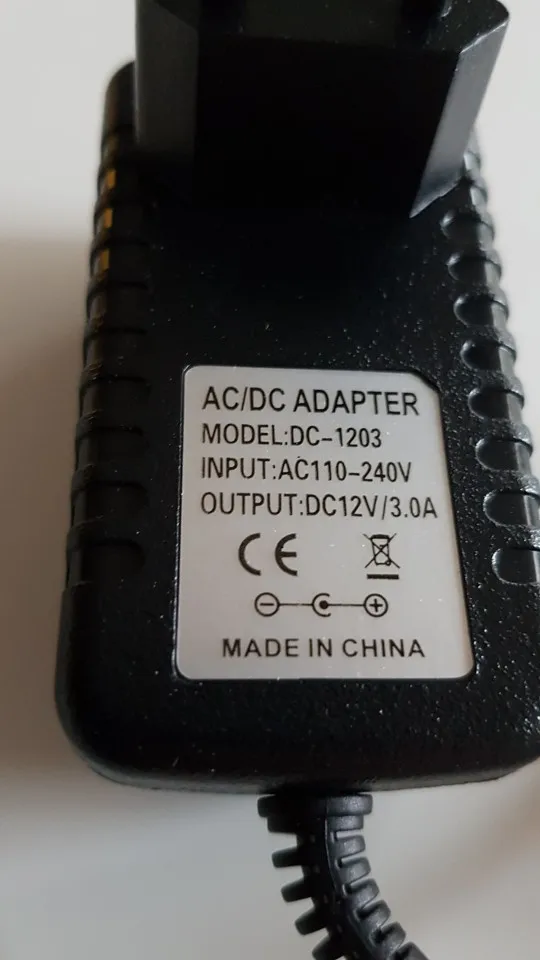 AC/DC ADAPTER
MODEL:DC-1203
INPUT:AC110-240V
OUTPUT:DC12V/3.0A
CE
MADE IN CHINA